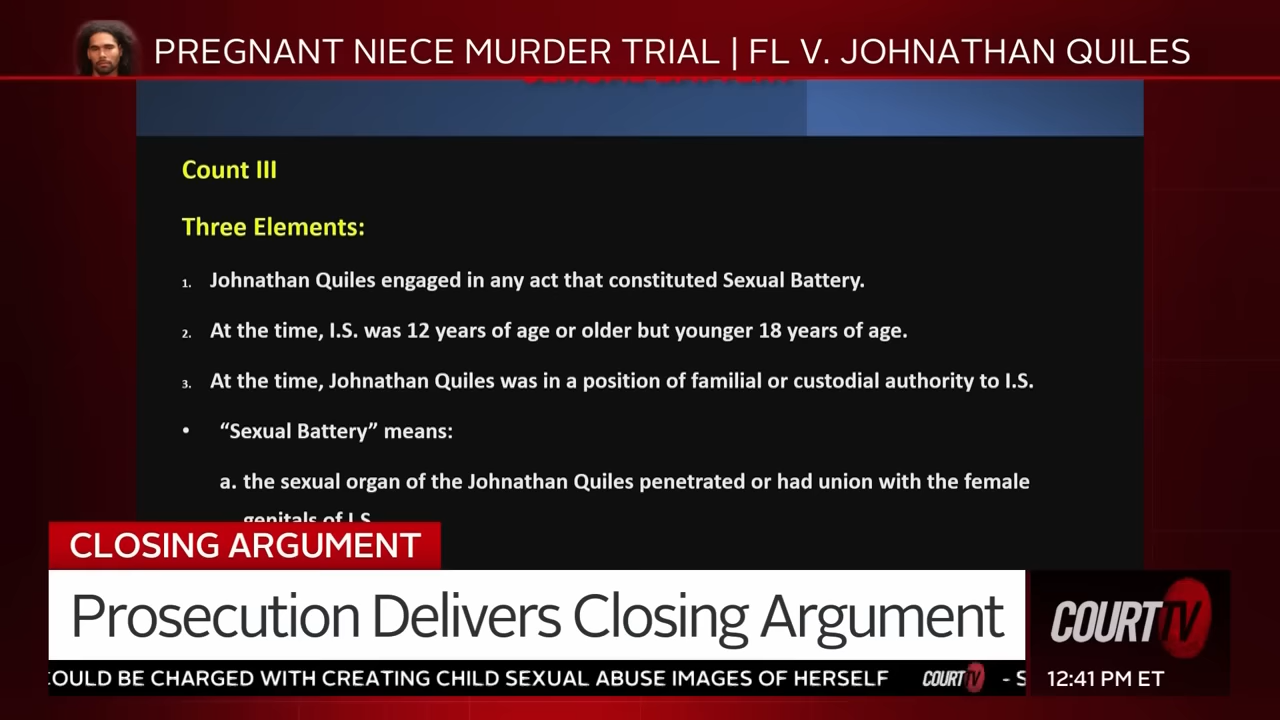 PREGNANT NIECE MURDER TRIAL | FL V. JOHNATHAN QUILES
Count III
Three Elements:
1. Johnathan Quiles engaged in any act that constituted Sexual Battery.
2. At the time, I.S. was 12 years of age or older but younger 18 years of age.
3. At the time, Johnathan Quiles was in a position of familial or custodial authority to I.S.
• “Sexual Battery” means:
a. the sexual organ of the Johnathan Quiles penetrated or had union with the female
genitals of I.S.
CLOSING ARGUMENT
Prosecution Delivers Closing Argument
COURT TV
OULD BE CHARGED WITH CREATING CHILD SEXUAL ABUSE IMAGES OF HERSELF COURT TV - S
12:41 PM ET